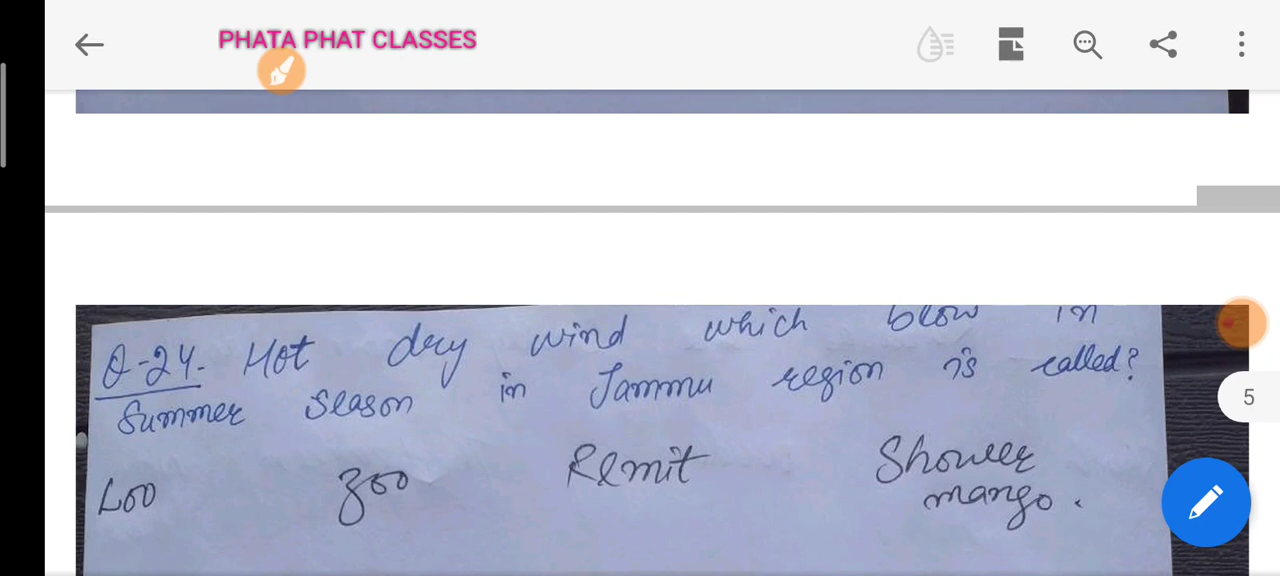 PHATA PHAT CLASSES
Q-24. Hot dry wind which blow in
Summer season in Jammu region is called?
Loo zoo Remit Shower
mango.
5